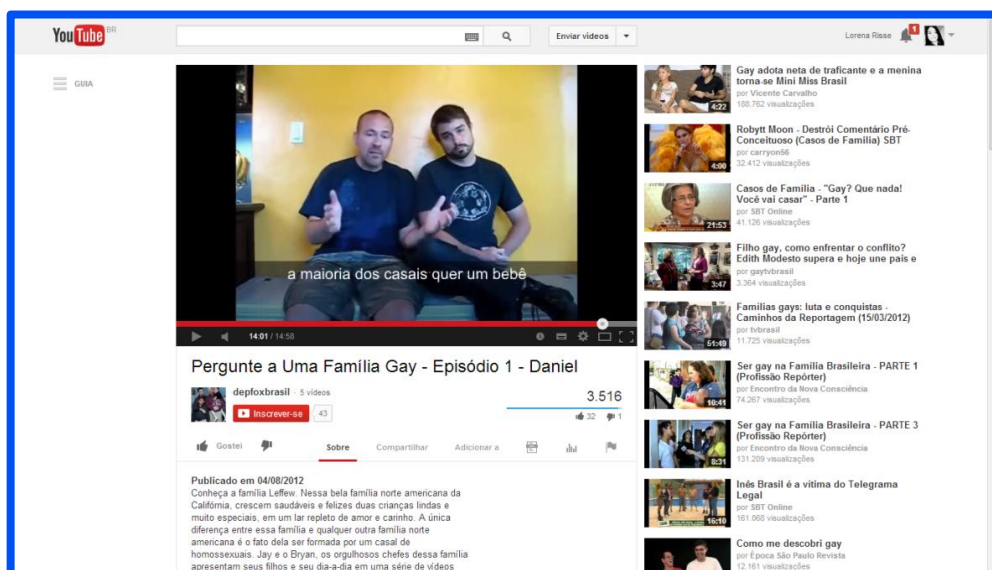 YouTube BR
Enviar vídeos
Lorena Risse
1
GUIA
a maioria dos casais quer um bebê
14:01 / 14:58
Pergunte a Uma Família Gay - Episódio 1 - Daniel
depfoxbrasil · 5 vídeos
Inscrever-se 43
3.516
32 1
Gostei
Sobre Compartilhar Adicionar a
Publicado em 04/08/2012
Conheça a família Leffew. Nessa bela família norte americana da
Califórnia, crescem saudáveis e felizes duas crianças lindas e
muito especiais, em um lar repleto de amor e carinho. A única
diferença entre essa família e qualquer outra família norte
americana é o fato dela ser formada por um casal de
homossexuais. Jay e o Bryan, os orgulhosos chefes dessa família
apresentam seus filhos e seu dia-a-dia em uma série de vídeos
4:22
Gay adota neta de traficante e a menina
torna-se Mini Miss Brasil
por Vicente Carvalho
188.762 visualizações
4:00
Robytt Moon - Destrói Comentário Pré-
Conceituoso (Casos de Família) SBT
por carryon56
32.412 visualizações
21:53
Casos de Família - "Gay? Que nada!
Você vai casar" - Parte 1
por SBT Online
41.126 visualizações
3:47
Filho gay, como enfrentar o conflito?
Edith Modesto supera e hoje une pais e
por gaytvbrasil
3.364 visualizações
51:49
Famílias gays: luta e conquistas -
Caminhos da Reportagem (15/03/2012)
por tvbrasil
11.725 visualizações
10:41
Ser gay na Família Brasileira - PARTE 1
(Profissão Repórter)
por Encontro da Nova Consciência
74.267 visualizações
8:31
Ser gay na Família Brasileira - PARTE 3
(Profissão Repórter)
por Encontro da Nova Consciência
131.209 visualizações
16:10
Inês Brasil é a vítima do Telegrama
Legal
por SBT Online
161.068 visualizações
Como me descobri gay
por Época São Paulo Revista
12.161 visualizações